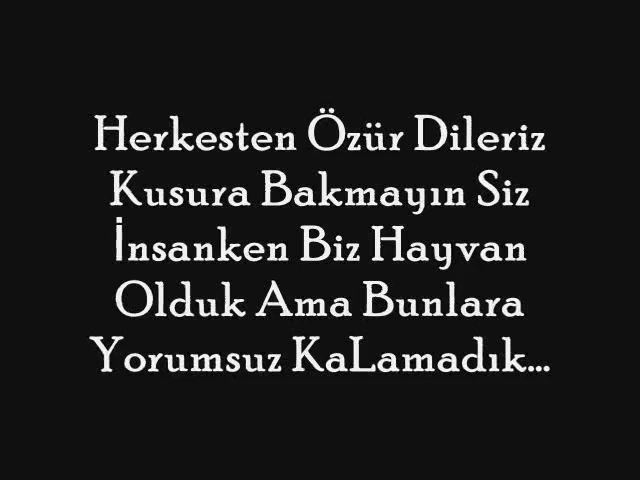 Herkesten Özür Dileriz
Kusura Bakmayın Siz
İnsanken Biz Hayvan
Olduk Ama Bunlara
Yorumsuz KaLamadık...